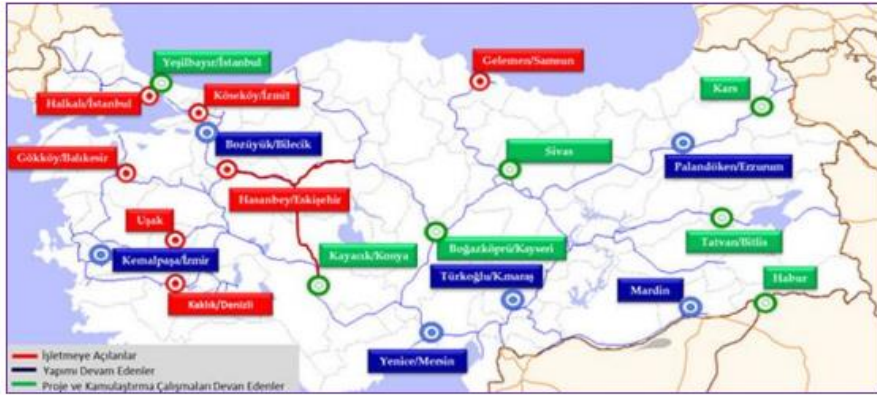 Yeşilbayır/İstanbul
Gelemen/Samsun
Halkalı/İstanbul
Köseköy/İzmit
Kars
Bozüyük/Bilecik
Gökköy/Balıkesir
Sivas
Palandöken/Erzurum
Hasanbey/Eskişehir
Uşak
Kemalpaşa/İzmir
Kayacık/Konya
Boğazköprü/Kayseri
Tatvan/Bitlis
Türkoğlu/K.maraş
Mardin
Habur
Kaklık/Denizli
Yenice/Mersin
İşletmeye Açılanlar
Yapımı Devam Edenler
Proje ve Kamulaştırma Çalışmaları Devan Edenler